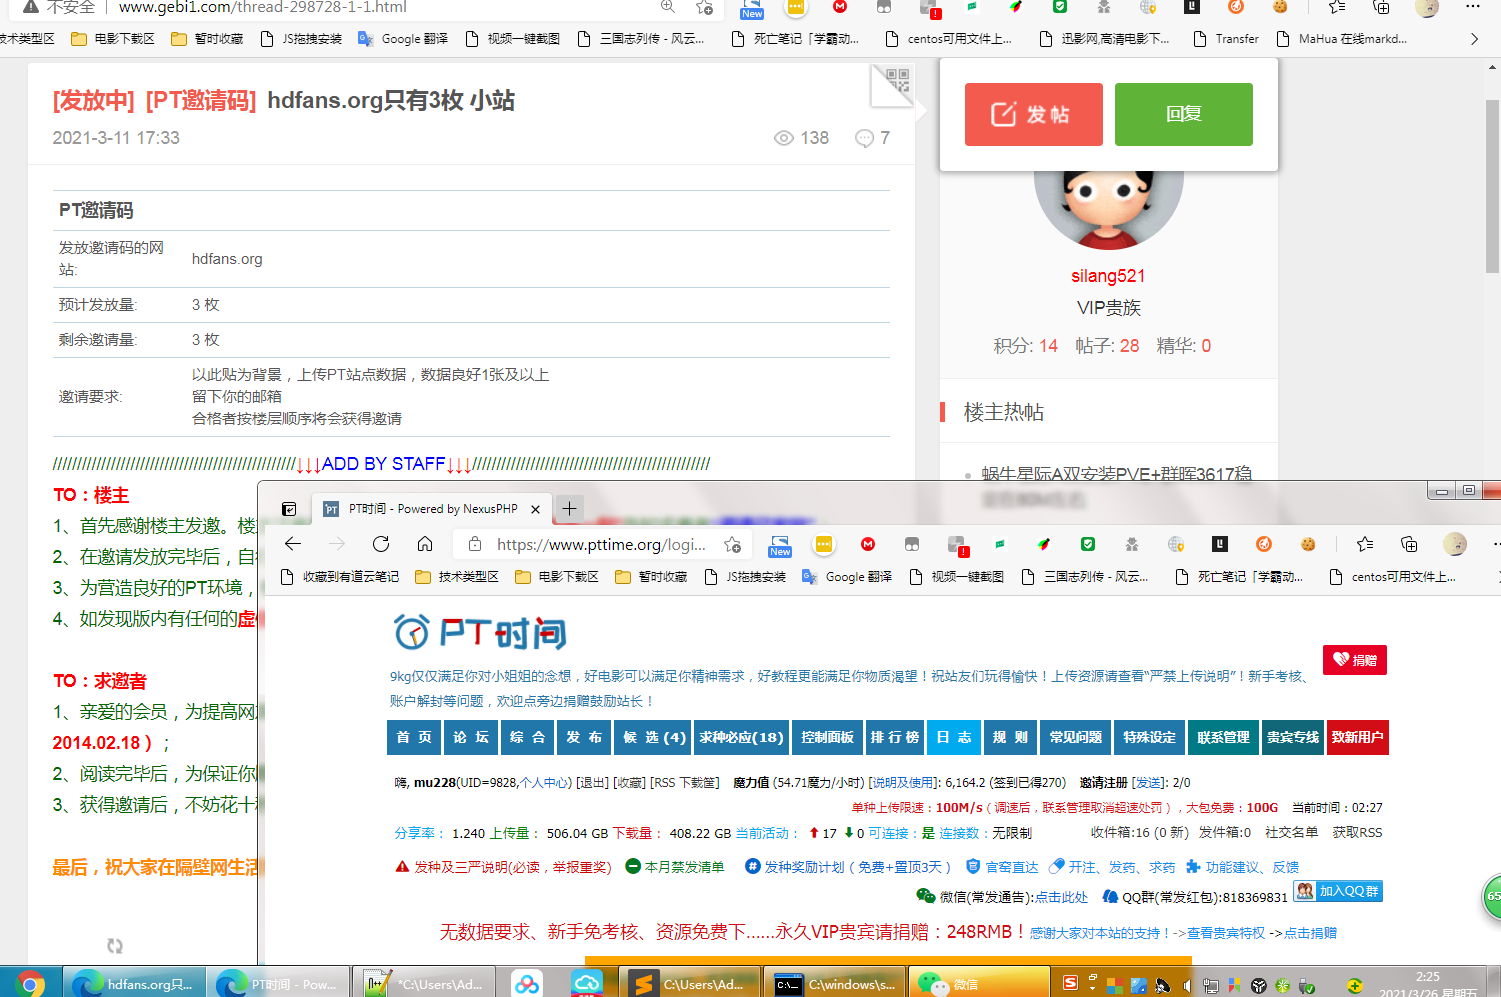 不安全 www.gebi1.com/thread-298728-1-1.html
New
技术类型区 电影下载区 暂时收藏 JS拖拽安装 Google 翻译 视频一键截图 三国志列传 - 风云... 死亡笔记「学霸动... centos可用文件上... 迅影网,高清电影下... Transfer MaHua 在线markd...
[发放中] [PT邀请码] hdfans.org只有3枚 小站
2021-3-11 17:33 138 7
发帖 回复
PT邀请码
发放邀请码的网站: hdfans.org
预计发放量: 3 枚
剩余邀请量: 3 枚
邀请要求: 以此贴为背景，上传PT站点数据，数据良好1张及以上
留下你的邮箱
合格者按楼层顺序将会获得邀请
silang521
VIP贵族
积分: 14 帖子: 28 精华: 0
楼主热帖
蜗牛星际A双安装PVE+群晖3617稳
↓↓↓ADD BY STAFF↓↓↓
TO：楼主
1、首先感谢楼主发邀。楼
2、在邀请发放完毕后，自
3、为营造良好的PT环境，
4、如发现版内有任何的虚
TO：求邀者
1、亲爱的会员，为提高网
2014.02.18）；
2、阅读完毕后，为保证你
3、获得邀请后，不妨花十
最后，祝大家在隔壁网生活
PT时间 - Powered by NexusPHP
https://www.pttime.org/logi...
New
收藏到有道云笔记 技术类型区 电影下载区 暂时收藏 JS拖拽安装 Google 翻译 视频一键截图 三国志列传 - 风云... 死亡笔记「学霸动... centos可用文件上...
PT时间
捐赠
9kg仅仅满足你对小姐姐的念想，好电影可以满足你精神需求，好教程更能满足你物质渴望！祝站友们玩得愉快！上传资源请查看“严禁上传说明”！新手考核、
账户解封等问题，欢迎点旁边捐赠鼓励站长！
首 页 论 坛 综 合 发 布 候 选 (4) 求种必应(18) 控制面板 排 行 榜 日 志 规 则 常见问题 特殊设定 联系管理 贵宾专线 致新用户
嗨, mu228(UID=9828,个人中心) [退出] [收藏] [RSS 下载筐] 魔力值 (54.71魔力/小时) [说明及使用]: 6,164.2 (签到已得270) 邀请注册 [发送]: 2/0
单种上传限速：100M/s（调速后，联系管理取消超速处罚），大包免费：100G 当前时间：02:27
分享率： 1.240 上传量： 506.04 GB 下载量： 408.22 GB 当前活动： 17 0 可连接：是 连接数：无限制 收件箱:16 (0 新) 发件箱:0 社交名单 获取RSS
发种及三严说明(必读，举报重奖) 本月禁发清单 发种奖励计划（免费+置顶3天） 官窑直达 开注、发药、求药 功能建议、反馈
微信(常发通告):点击此处 QQ群(常发红包):818369831 加入QQ群
无数据要求、新手免考核、资源免费下......永久VIP贵宾请捐赠：248RMB！感谢大家对本站的支持！->查看贵宾特权 ->点击捐赠
65
hdfans.org只... PT时间 - Pow... *C:\Users\Ad... C:\Users\Ad... C:\windows\s... 微信 2:25
2021/3/26 星期五